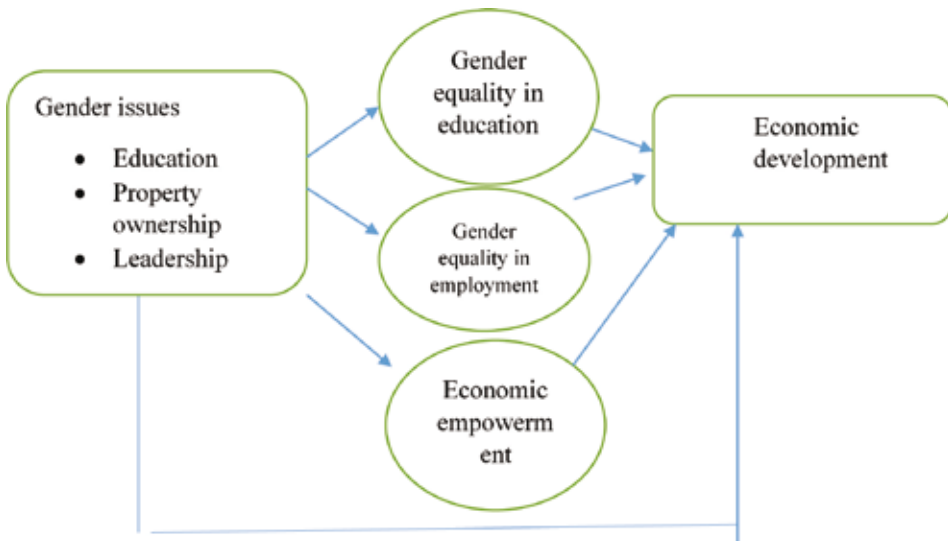 Gender issues
• Education
• Property
ownership
• Leadership
Gender
equality in
education
Gender
equality in
employment
Economic
empowerm
ent
Economic
development